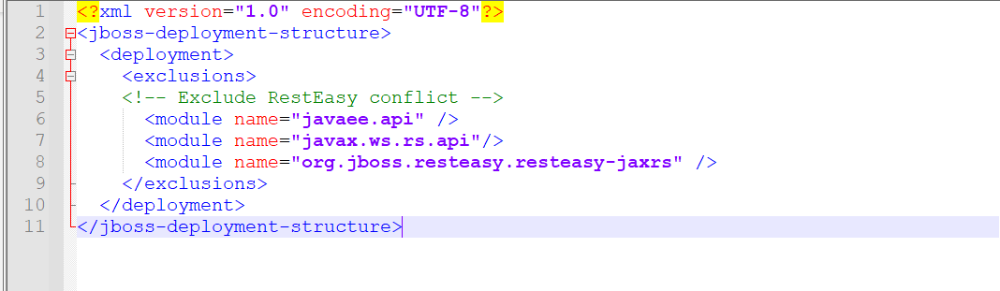 1 <?xml version="1.0" encoding="UTF-8"?>
2 <jboss-deployment-structure>
3 <deployment>
4 <exclusions>
5 <!-- Exclude RestEasy conflict -->
6 <module name="javaee.api" />
7 <module name="javax.ws.rs.api"/>
8 <module name="org.jboss.resteasy.resteasy-jaxrs" />
9 </exclusions>
10 </deployment>
11 </jboss-deployment-structure>